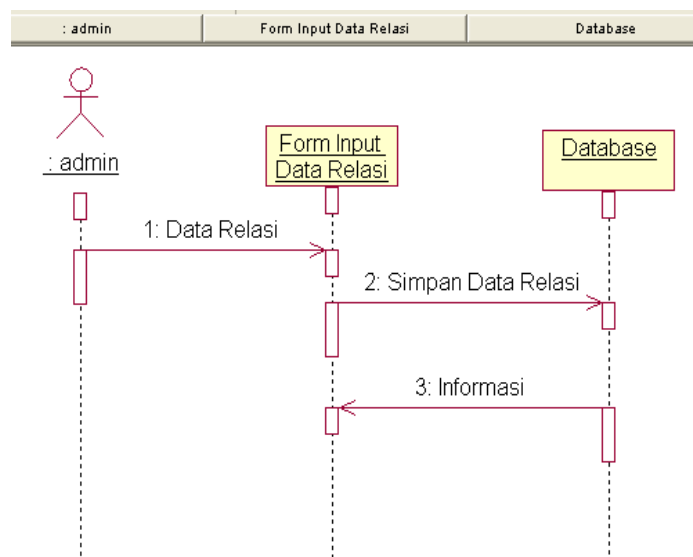 : admin
Form Input Data Relasi
Database
: admin
Form Input
Data Relasi
Database
1: Data Relasi
2: Simpan Data Relasi
3: Informasi